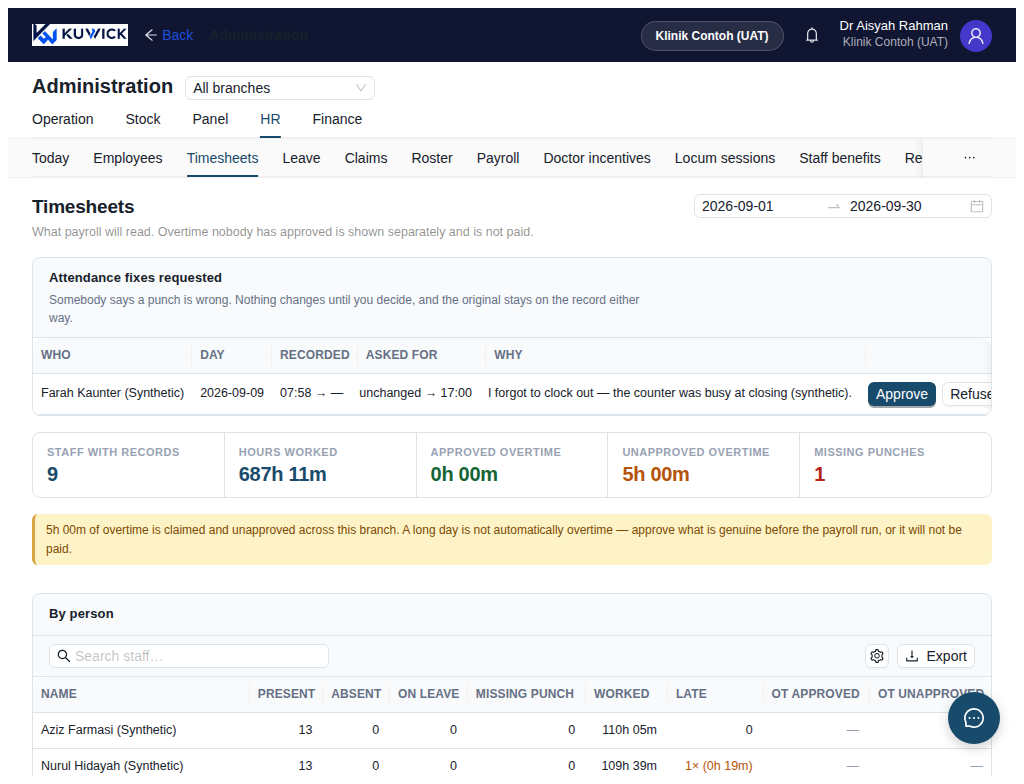 KUWICK
Back
Administration
Klinik Contoh (UAT)
Dr Aisyah Rahman
Klinik Contoh (UAT)
Administration
All branches
Operation Stock Panel HR Finance
Today Employees Timesheets Leave Claims Roster Payroll Doctor incentives Locum sessions Staff benefits Re ···
Timesheets
2026-09-01 → 2026-09-30
What payroll will read. Overtime nobody has approved is shown separately and is not paid.
Attendance fixes requested
Somebody says a punch is wrong. Nothing changes until you decide, and the original stays on the record either
way.
WHO DAY RECORDED ASKED FOR WHY
Farah Kaunter (Synthetic) 2026-09-09 07:58 → — unchanged → 17:00 I forgot to clock out — the counter was busy at closing (synthetic). Approve Refuse
STAFF WITH RECORDS HOURS WORKED APPROVED OVERTIME UNAPPROVED OVERTIME MISSING PUNCHES
9 687h 11m 0h 00m 5h 00m 1
5h 00m of overtime is claimed and unapproved across this branch. A long day is not automatically overtime — approve what is genuine before the payroll run, or it will not be
paid.
By person
Search staff… Export
NAME PRESENT ABSENT ON LEAVE MISSING PUNCH WORKED LATE OT APPROVED OT UNAPPROVED
Aziz Farmasi (Synthetic) 13 0 0 0 110h 05m 0 —
Nurul Hidayah (Synthetic) 13 0 0 0 109h 39m 1× (0h 19m) — —